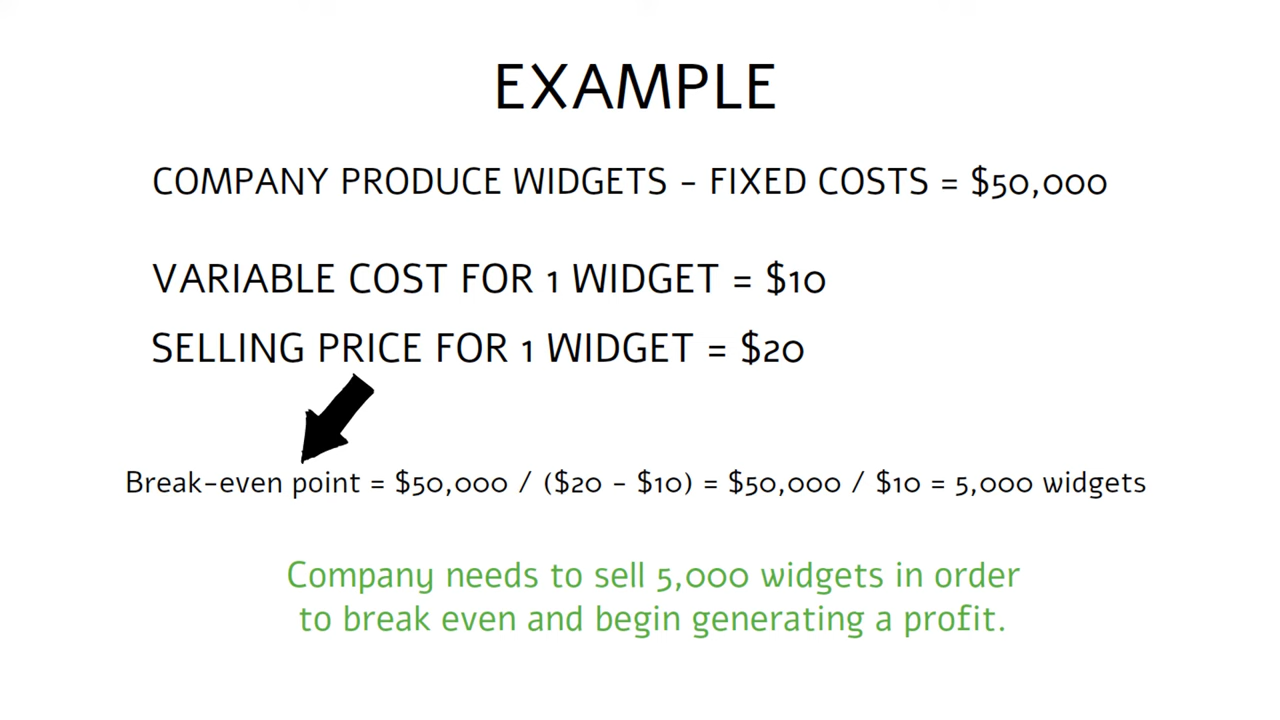 EXAMPLE
COMPANY PRODUCE WIDGETS - FIXED COSTS = $50,000
VARIABLE COST FOR 1 WIDGET = $10
SELLING PRICE FOR 1 WIDGET = $20
Break-even point = $50,000 / ($20 - $10) = $50,000 / $10 = 5,000 widgets
Company needs to sell 5,000 widgets in order
to break even and begin generating a profit.